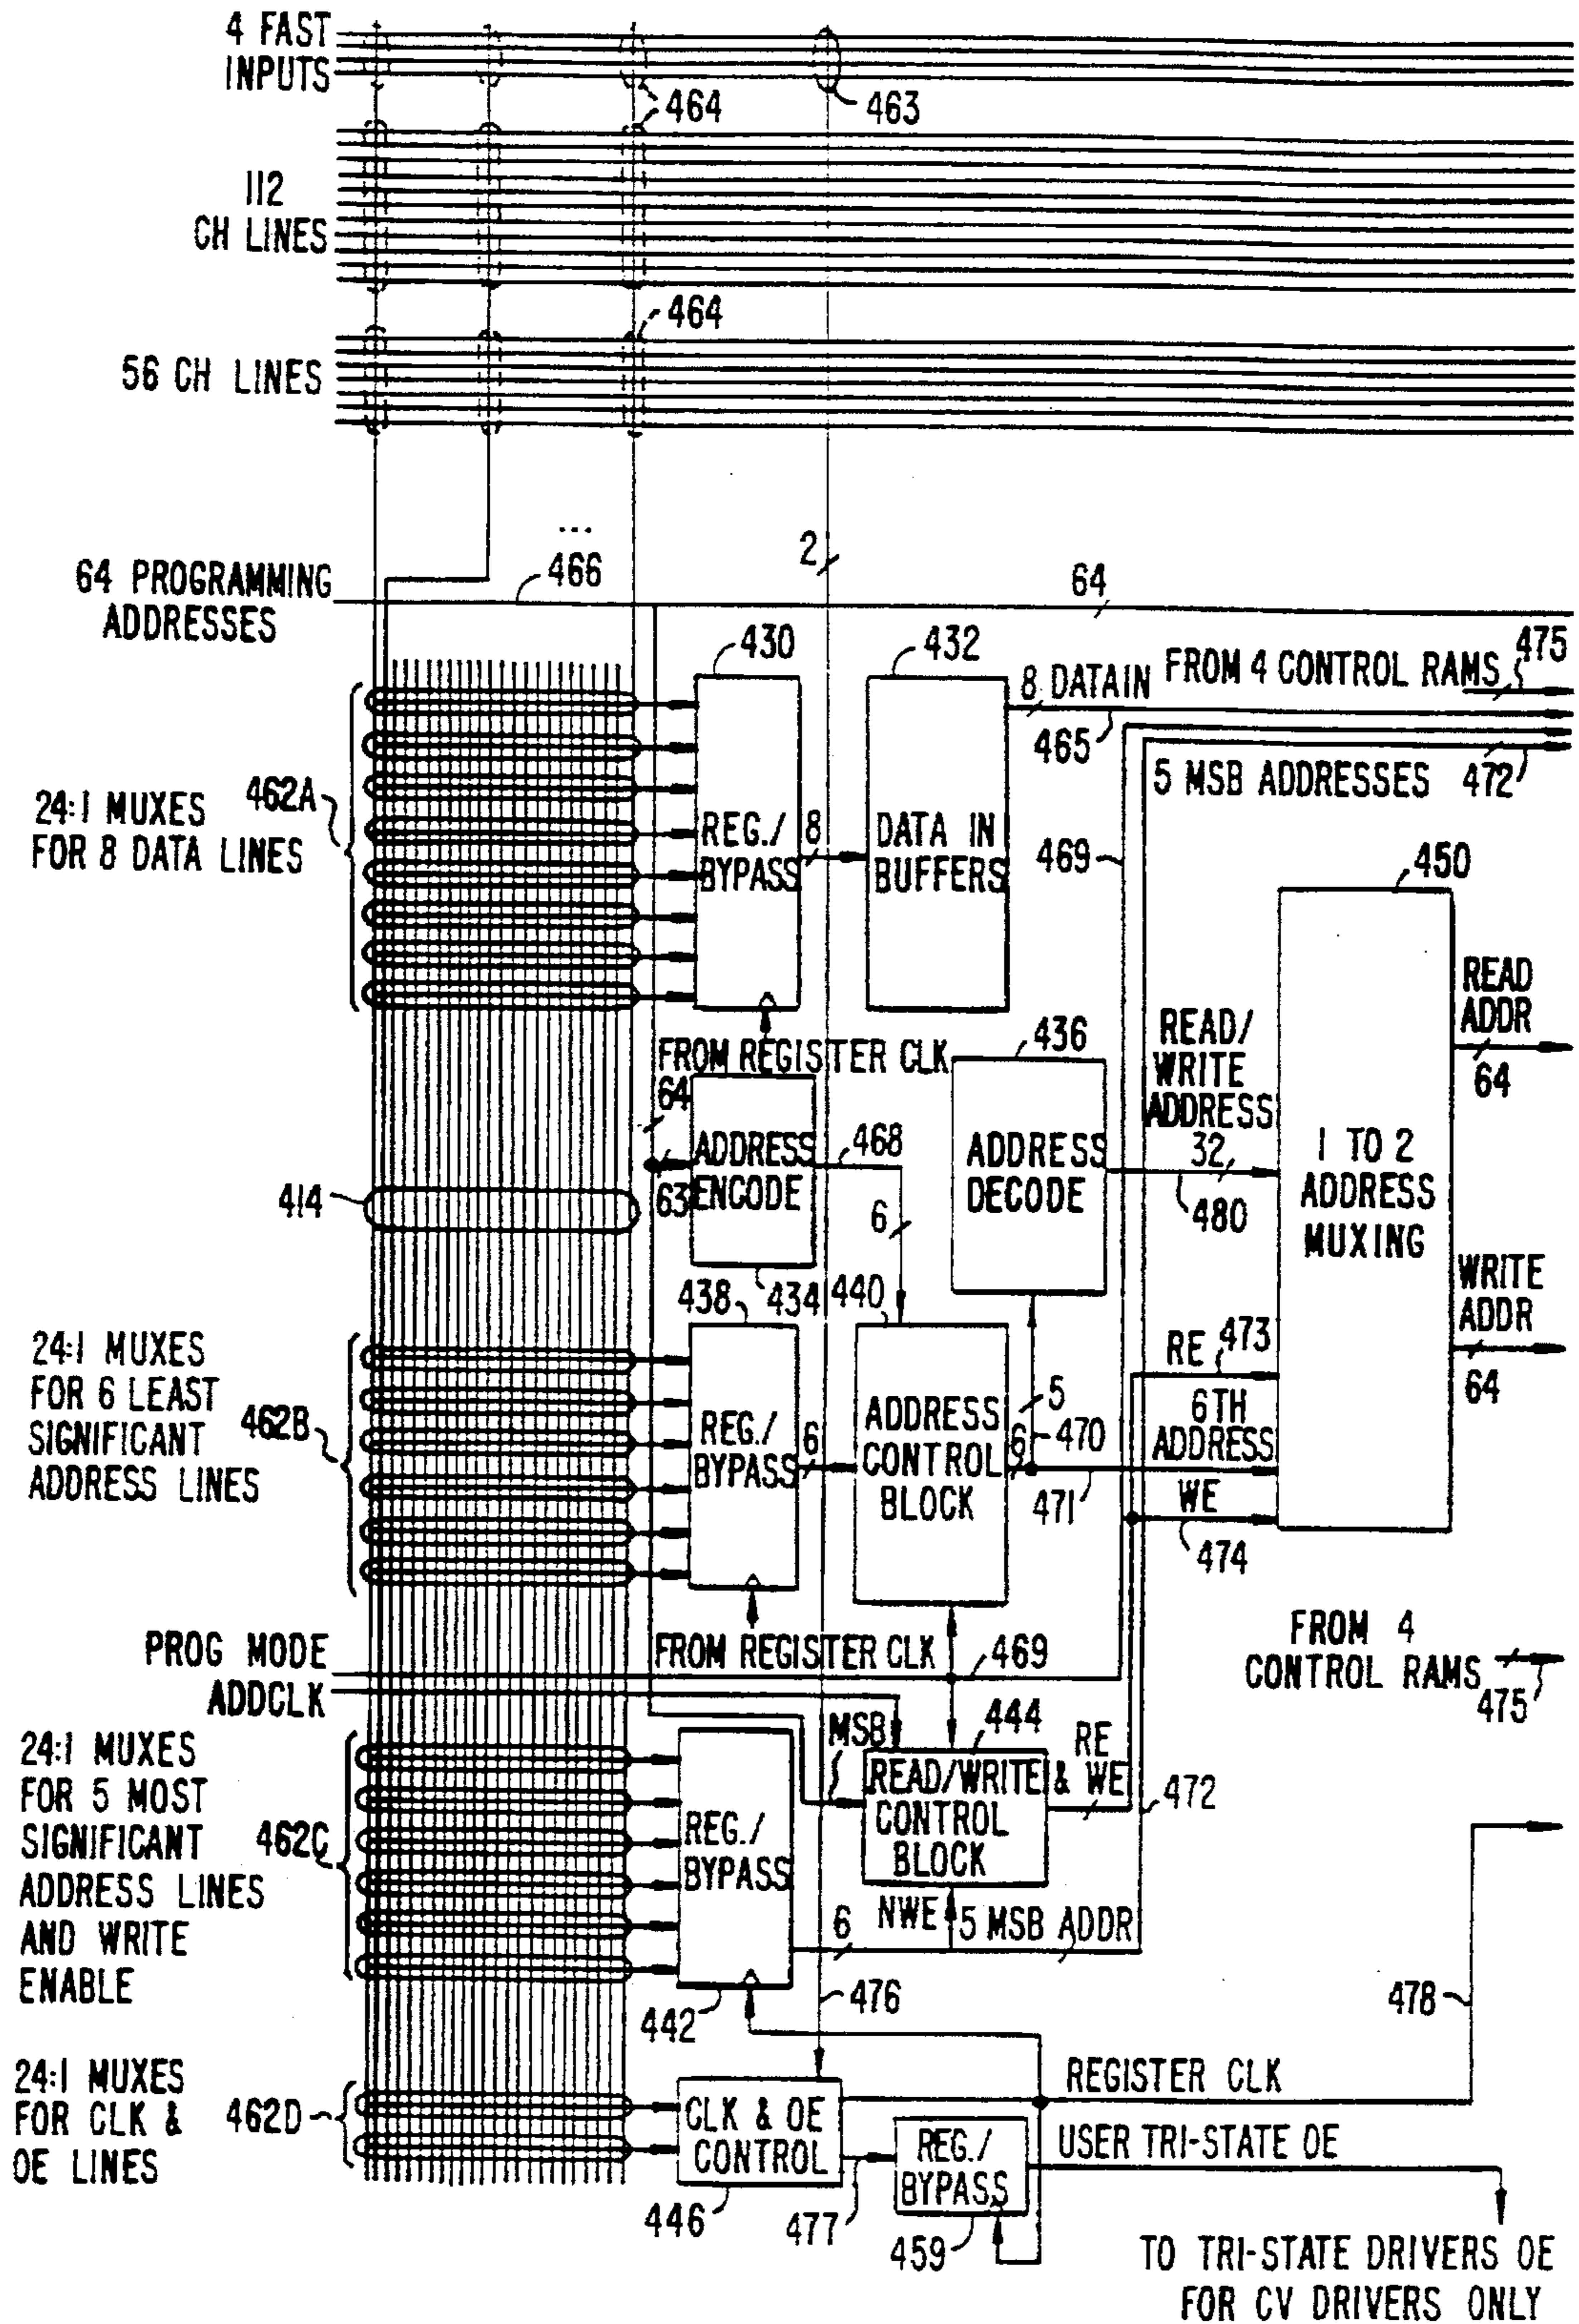 4 FAST
INPUTS
464
463
112
CH LINES
464
56 CH LINES
...
2
64 PROGRAMMING
ADDRESSES
466
64
430
432
FROM 4 CONTROL RAMS
475
8 DATAIN
465
5 MSB ADDRESSES
472
24:1 MUXES
FOR 8 DATA LINES
462A
REG./
BYPASS
8
DATA IN
BUFFERS
469
450
READ
ADDR
64
FROM REGISTER CLK
436
READ/
WRITE
ADDRESS
32
480
64
63
ADDRESS
ENCODE
468
6
ADDRESS
DECODE
1 TO 2
ADDRESS
MUXING
414
434
438
440
WRITE
ADDR
64
24:1 MUXES
FOR 6 LEAST
SIGNIFICANT
ADDRESS LINES
462B
REG./
BYPASS
6
ADDRESS
CONTROL
BLOCK
6
5
470
471
RE
473
6TH
ADDRESS
WE
474
FROM REGISTER CLK
469
PROG MODE
ADDCLK
FROM 4
CONTROL RAMS
475
24:1 MUXES
FOR 5 MOST
SIGNIFICANT
ADDRESS LINES
AND WRITE
ENABLE
462C
REG./
BYPASS
MSB
444
READ/WRITE
CONTROL
BLOCK
RE
& WE
472
6
NWE
5 MSB ADDR
442
476
478
24:1 MUXES
FOR CLK &
OE LINES
462D
CLK & OE
CONTROL
446
477
REG./
BYPASS
459
REGISTER CLK
USER TRI-STATE OE
TO TRI-STATE DRIVERS OE
FOR CV DRIVERS ONLY